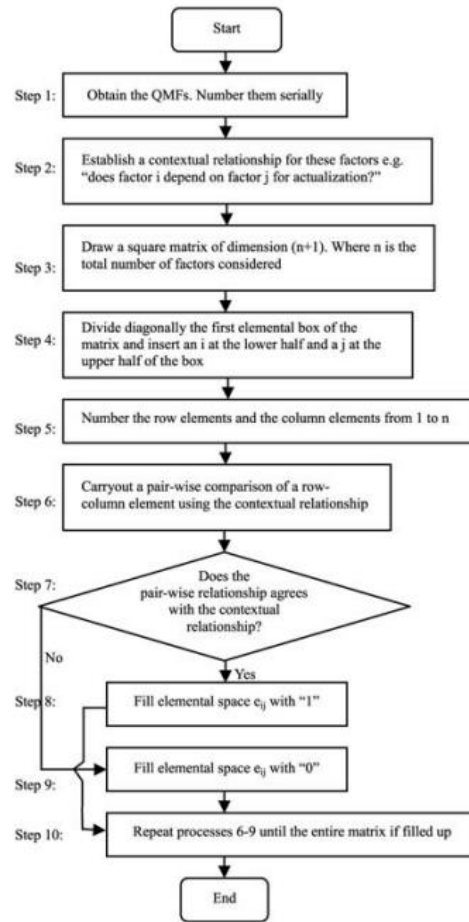 Start
Step 1:
Obtain the QMFs. Number them serially
Step 2:
Establish a contextual relationship for these factors e.g.
“does factor i depend on factor j for actualization?”
Step 3:
Draw a square matrix of dimension (n+1). Where n is the
total number of factors considered
Step 4:
Divide diagonally the first elemental box of the
matrix and insert an i at the lower half and a j at the
upper half of the box
Step 5:
Number the row elements and the column elements from 1 to n
Step 6:
Carryout a pair-wise comparison of a row-
column element using the contextual relationship
Step 7:
Does the
pair-wise relationship agrees
with the contextual
relationship?
No
Yes
Step 8:
Fill elemental space eij with “1”
Fill elemental space eij with “0”
Step 9:
Step 10:
Repeat processes 6-9 until the entire matrix if filled up
End